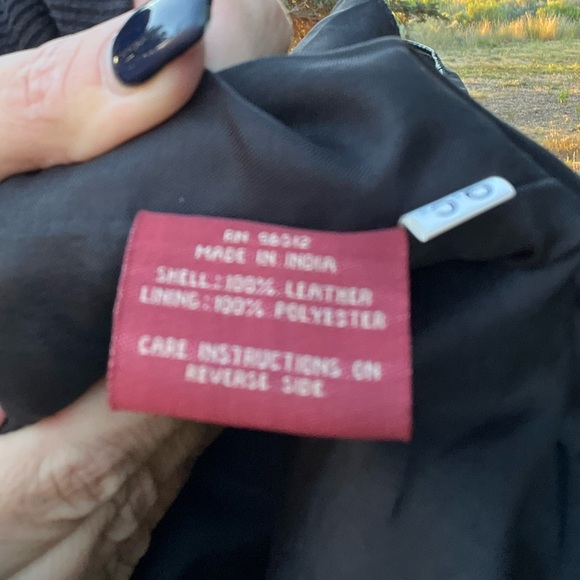 MADE IN INDIA
SHELL:100% LEATHER
LINING:100% POLYESTER
CARE INSTRUCTIONS ON
REVERSE SIDE